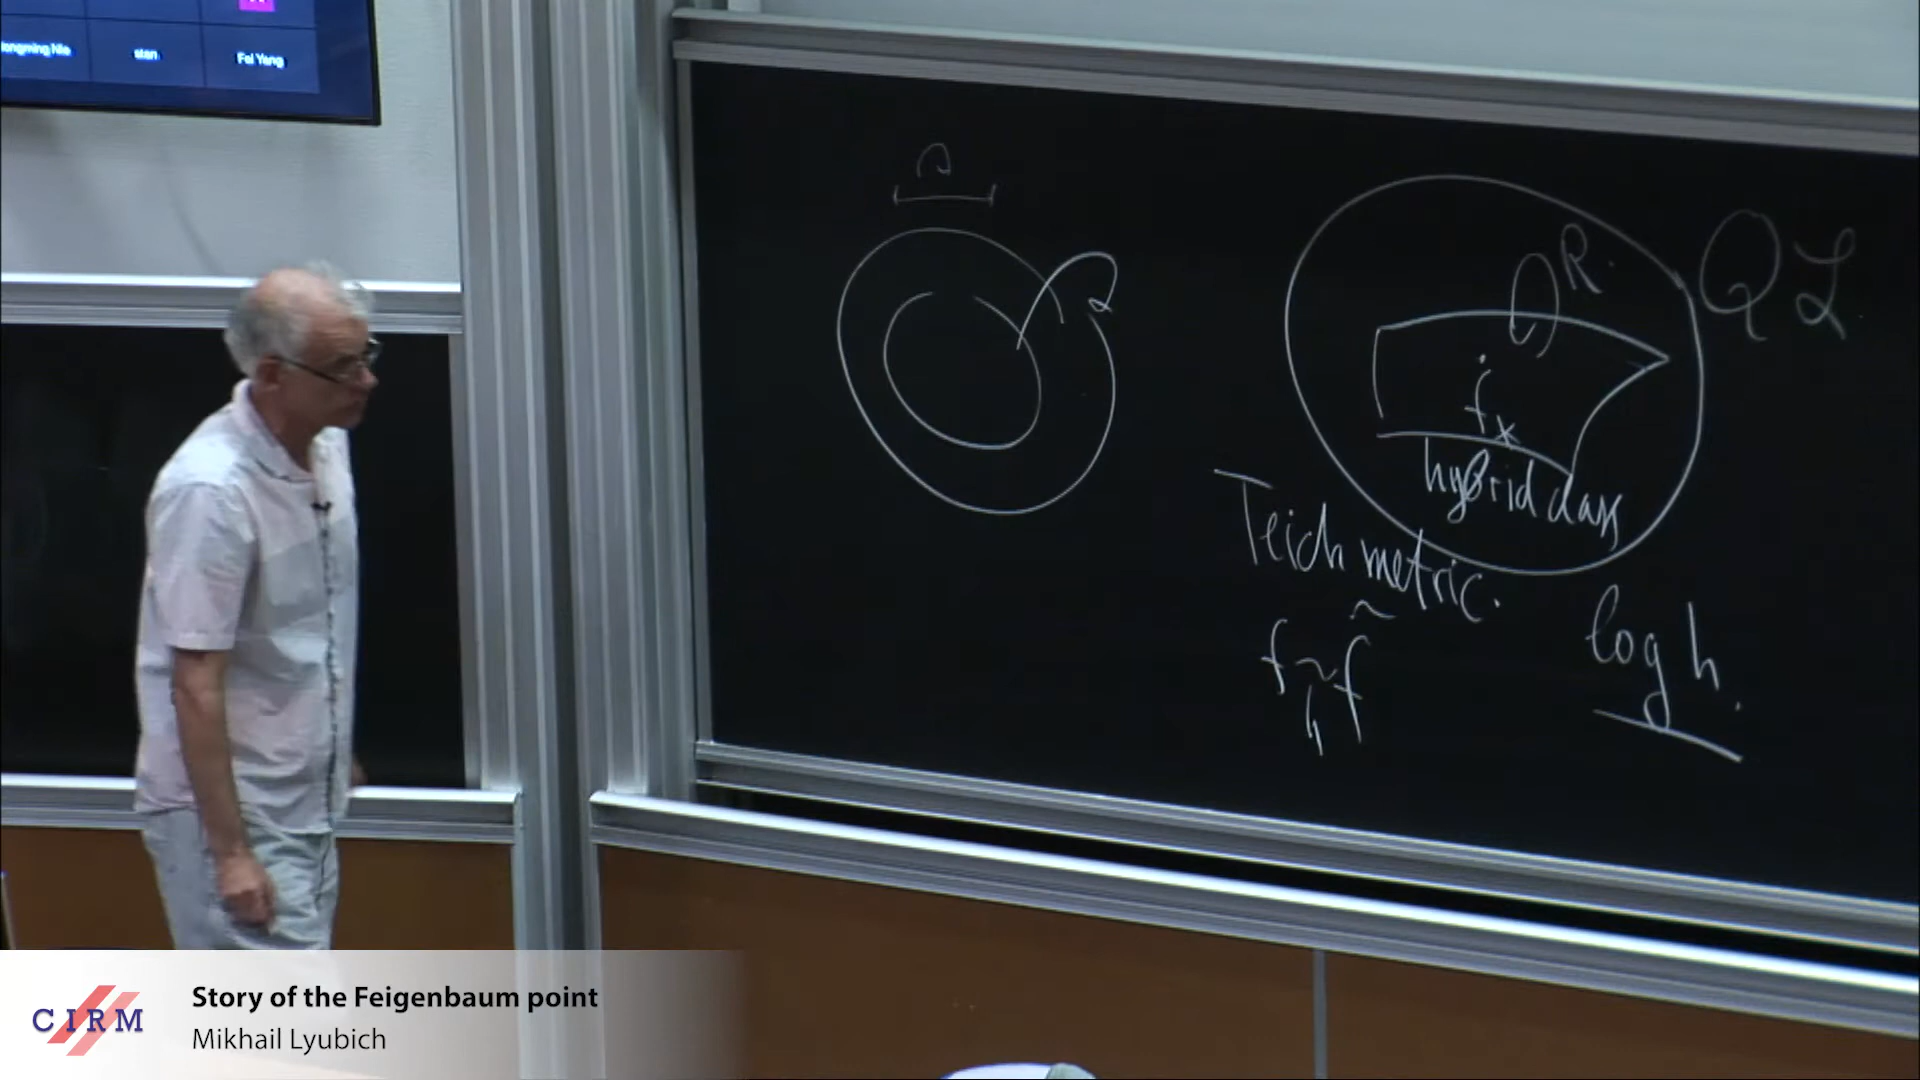 stan
Fei Yang
R.
QL
f*
hybrid class
Teich metric.
f ~ f̃
h
log h.
CIRM
Story of the Feigenbaum point
Mikhail Lyubich